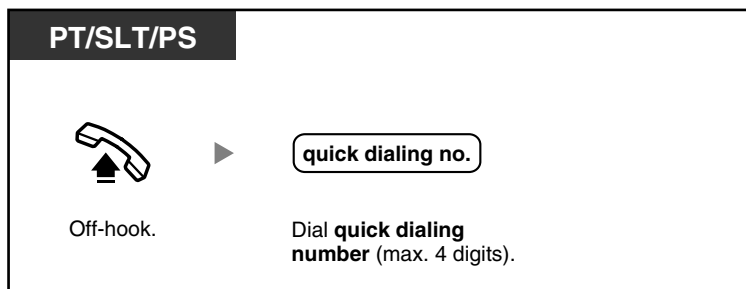 PT/SLT/PS
quick dialing no.
Off-hook.
Dial quick dialing
number (max. 4 digits).